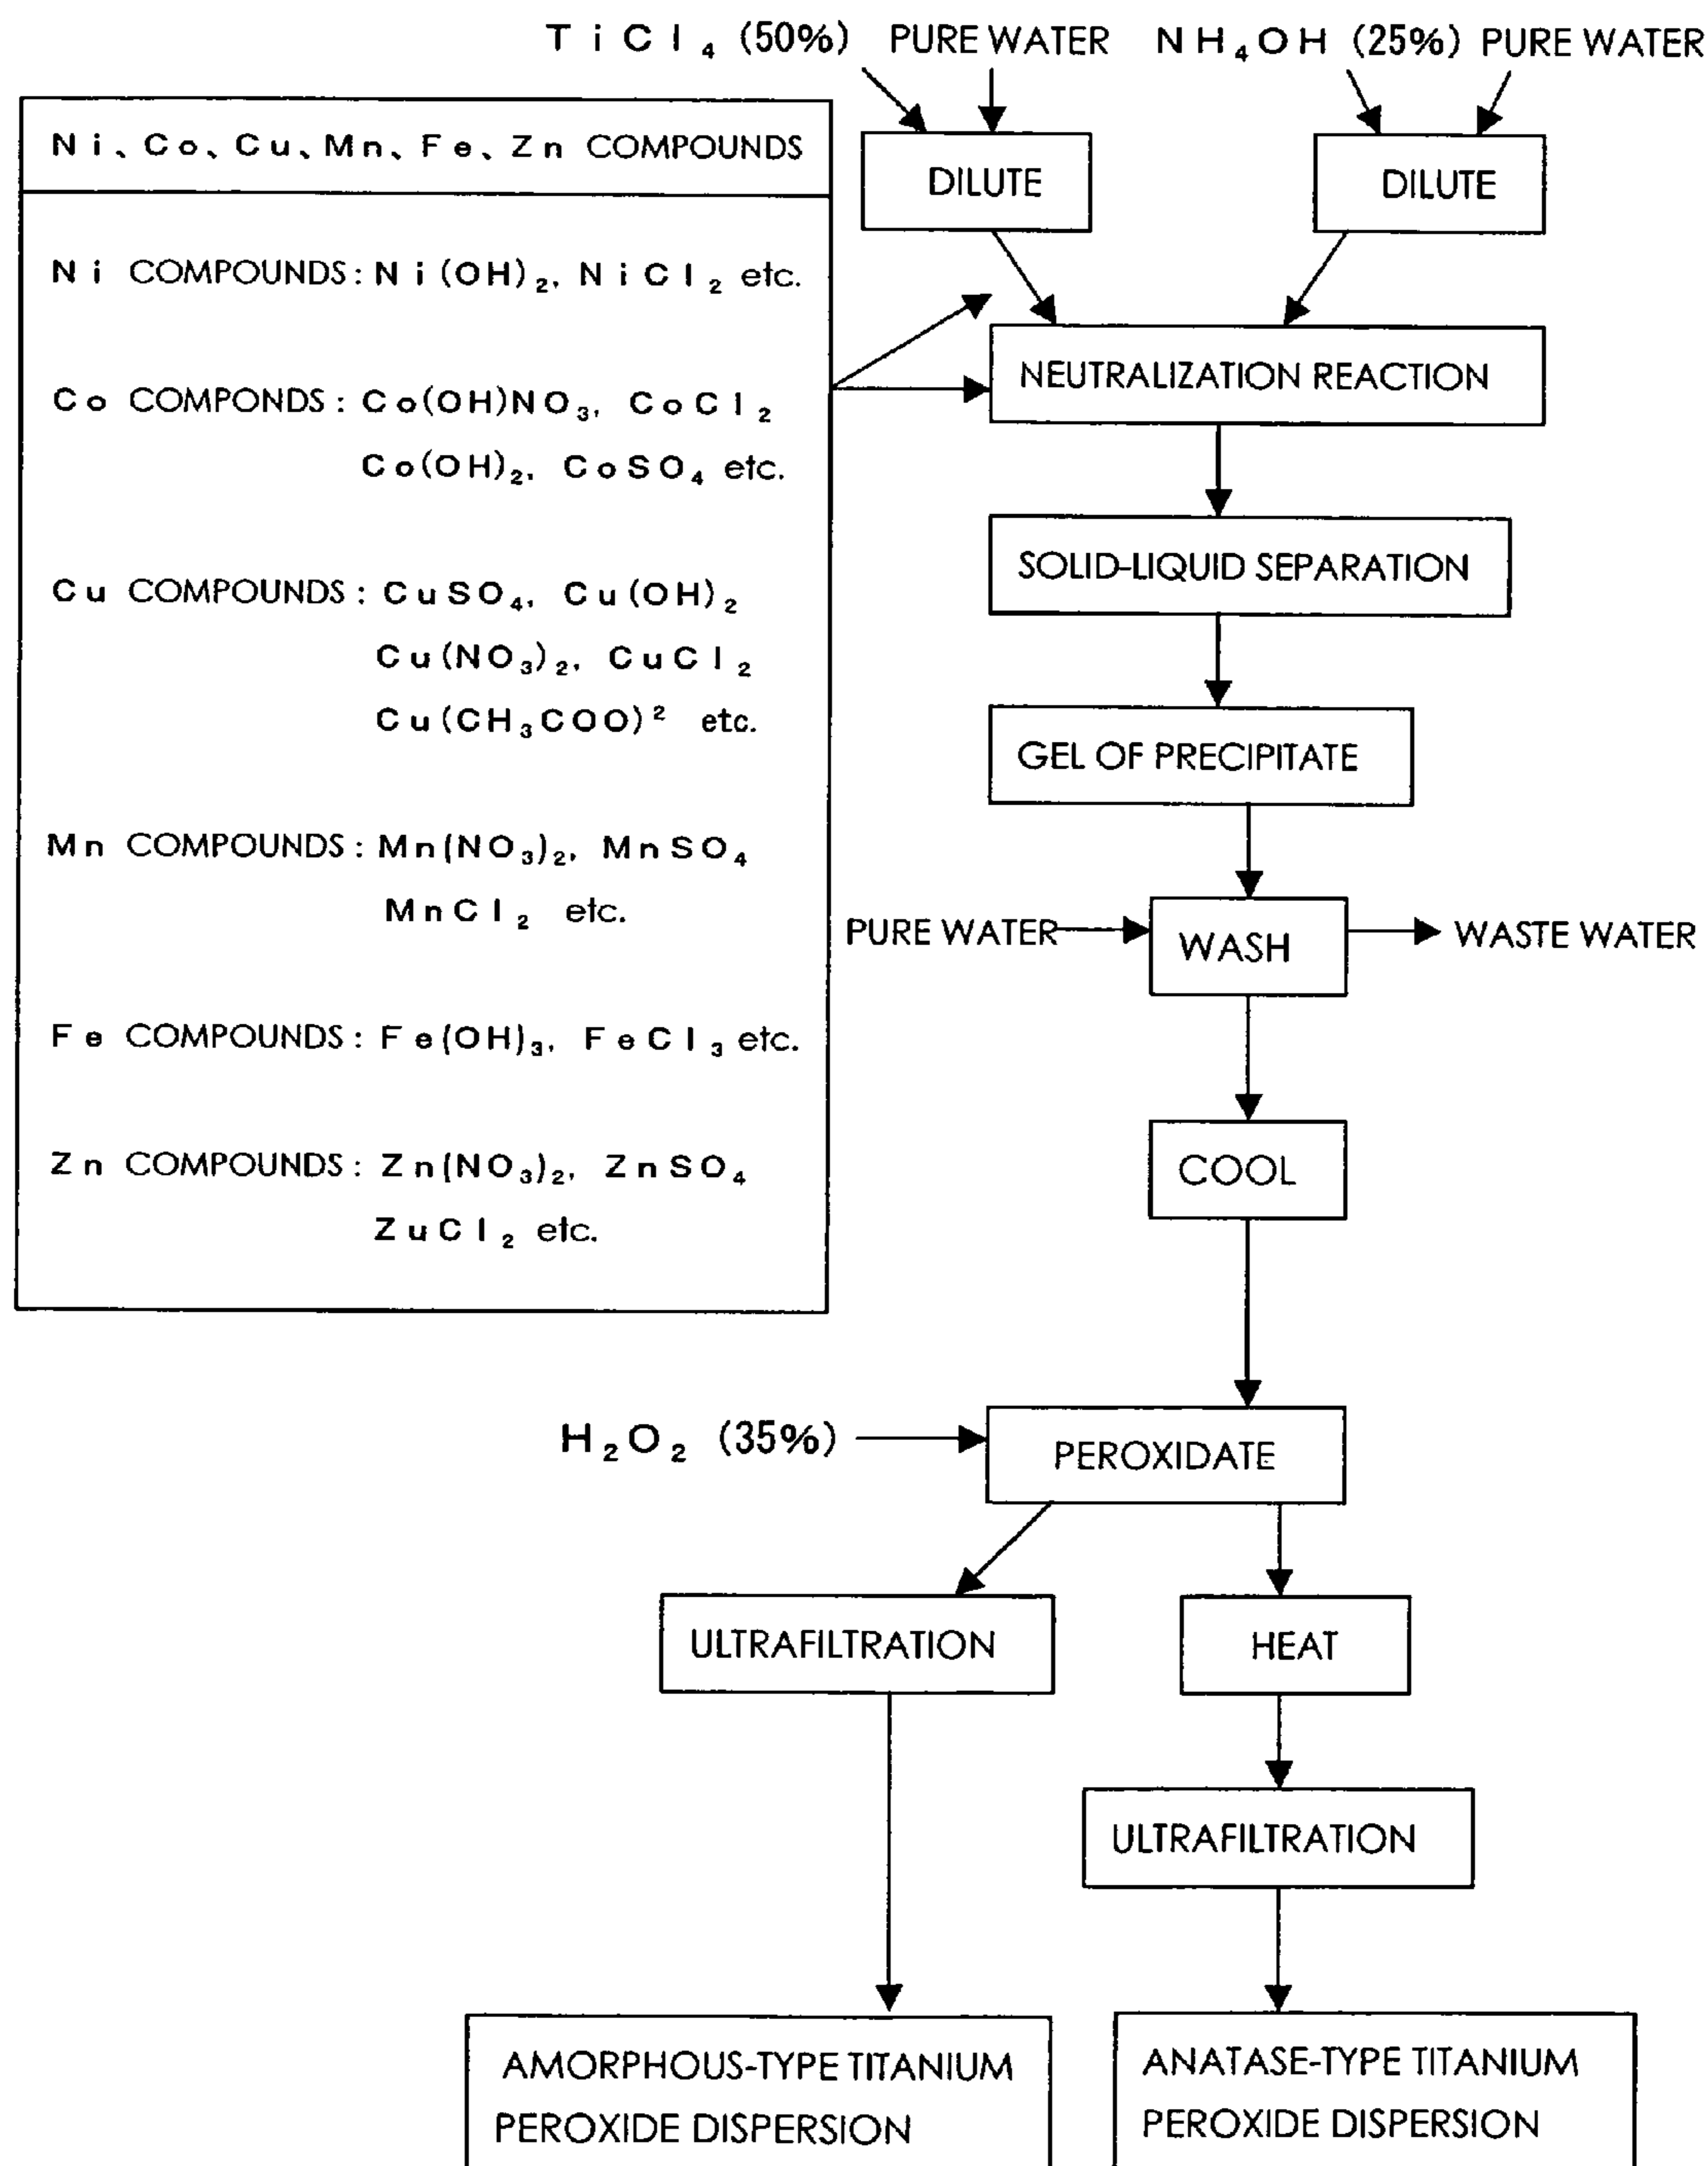 TiCl₄ (50%) PURE WATER NH₄OH (25%) PURE WATER
Ni、Co、Cu、Mn、Fe、Zn COMPOUNDS
DILUTE
DILUTE
Ni COMPOUNDS: Ni(OH)₂, NiCl₂ etc.
NEUTRALIZATION REACTION
Co COMPONDS: Co(OH)NO₃, CoCl₂
Co(OH)₂, CoSO₄ etc.
SOLID-LIQUID SEPARATION
Cu COMPOUNDS: CuSO₄, Cu(OH)₂
Cu(NO₃)₂, CuCl₂
Cu(CH₃COO)² etc.
GEL OF PRECIPITATE
Mn COMPOUNDS: Mn(NO₃)₂, MnSO₄
MnCl₂ etc.
PURE WATER
WASH
WASTE WATER
Fe COMPOUNDS: Fe(OH)₃, FeCl₃ etc.
Zn COMPOUNDS: Zn(NO₃)₂, ZnSO₄
ZuCl₂ etc.
COOL
H₂O₂ (35%)
PEROXIDATE
ULTRAFILTRATION
HEAT
ULTRAFILTRATION
AMORPHOUS-TYPE TITANIUM
PEROXIDE DISPERSION
ANATASE-TYPE TITANIUM
PEROXIDE DISPERSION